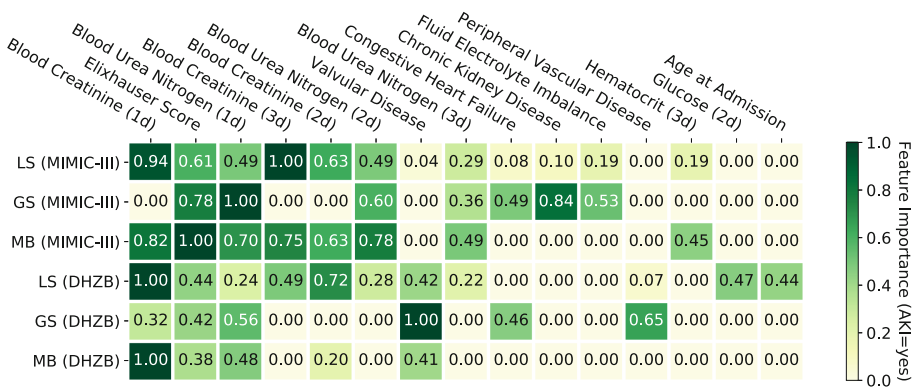 Blood Creatinine (1d)
Elixhauser Score
Blood Urea Nitrogen (1d)
Blood Creatinine (3d)
Blood Creatinine (2d)
Blood Urea Nitrogen (2d)
Valvular Disease
Blood Urea Nitrogen (3d)
Congestive Heart Failure
Chronic Kidney Disease
Fluid Electrolyte Imbalance
Peripheral Vascular Disease
Hematocrit (3d)
Glucose (2d)
Age at Admission
LS (MIMIC-III) 0.94 0.61 0.49 1.00 0.63 0.49 0.04 0.29 0.08 0.10 0.19 0.00 0.19 0.00 0.00
GS (MIMIC-III) 0.00 0.78 1.00 0.00 0.00 0.60 0.00 0.36 0.49 0.84 0.53 0.00 0.00 0.00 0.00
MB (MIMIC-III) 0.82 1.00 0.70 0.75 0.63 0.78 0.00 0.49 0.00 0.00 0.00 0.00 0.45 0.00 0.00
LS (DHZB) 1.00 0.44 0.24 0.49 0.72 0.28 0.42 0.22 0.00 0.00 0.00 0.07 0.00 0.47 0.44
GS (DHZB) 0.32 0.42 0.56 0.00 0.00 0.00 1.00 0.00 0.46 0.00 0.00 0.65 0.00 0.00 0.00
MB (DHZB) 1.00 0.38 0.48 0.00 0.20 0.00 0.41 0.00 0.00 0.00 0.00 0.00 0.00 0.00 0.00
1.0
0.8
0.6
0.4
0.2
0.0
Feature Importance (AKI=yes)